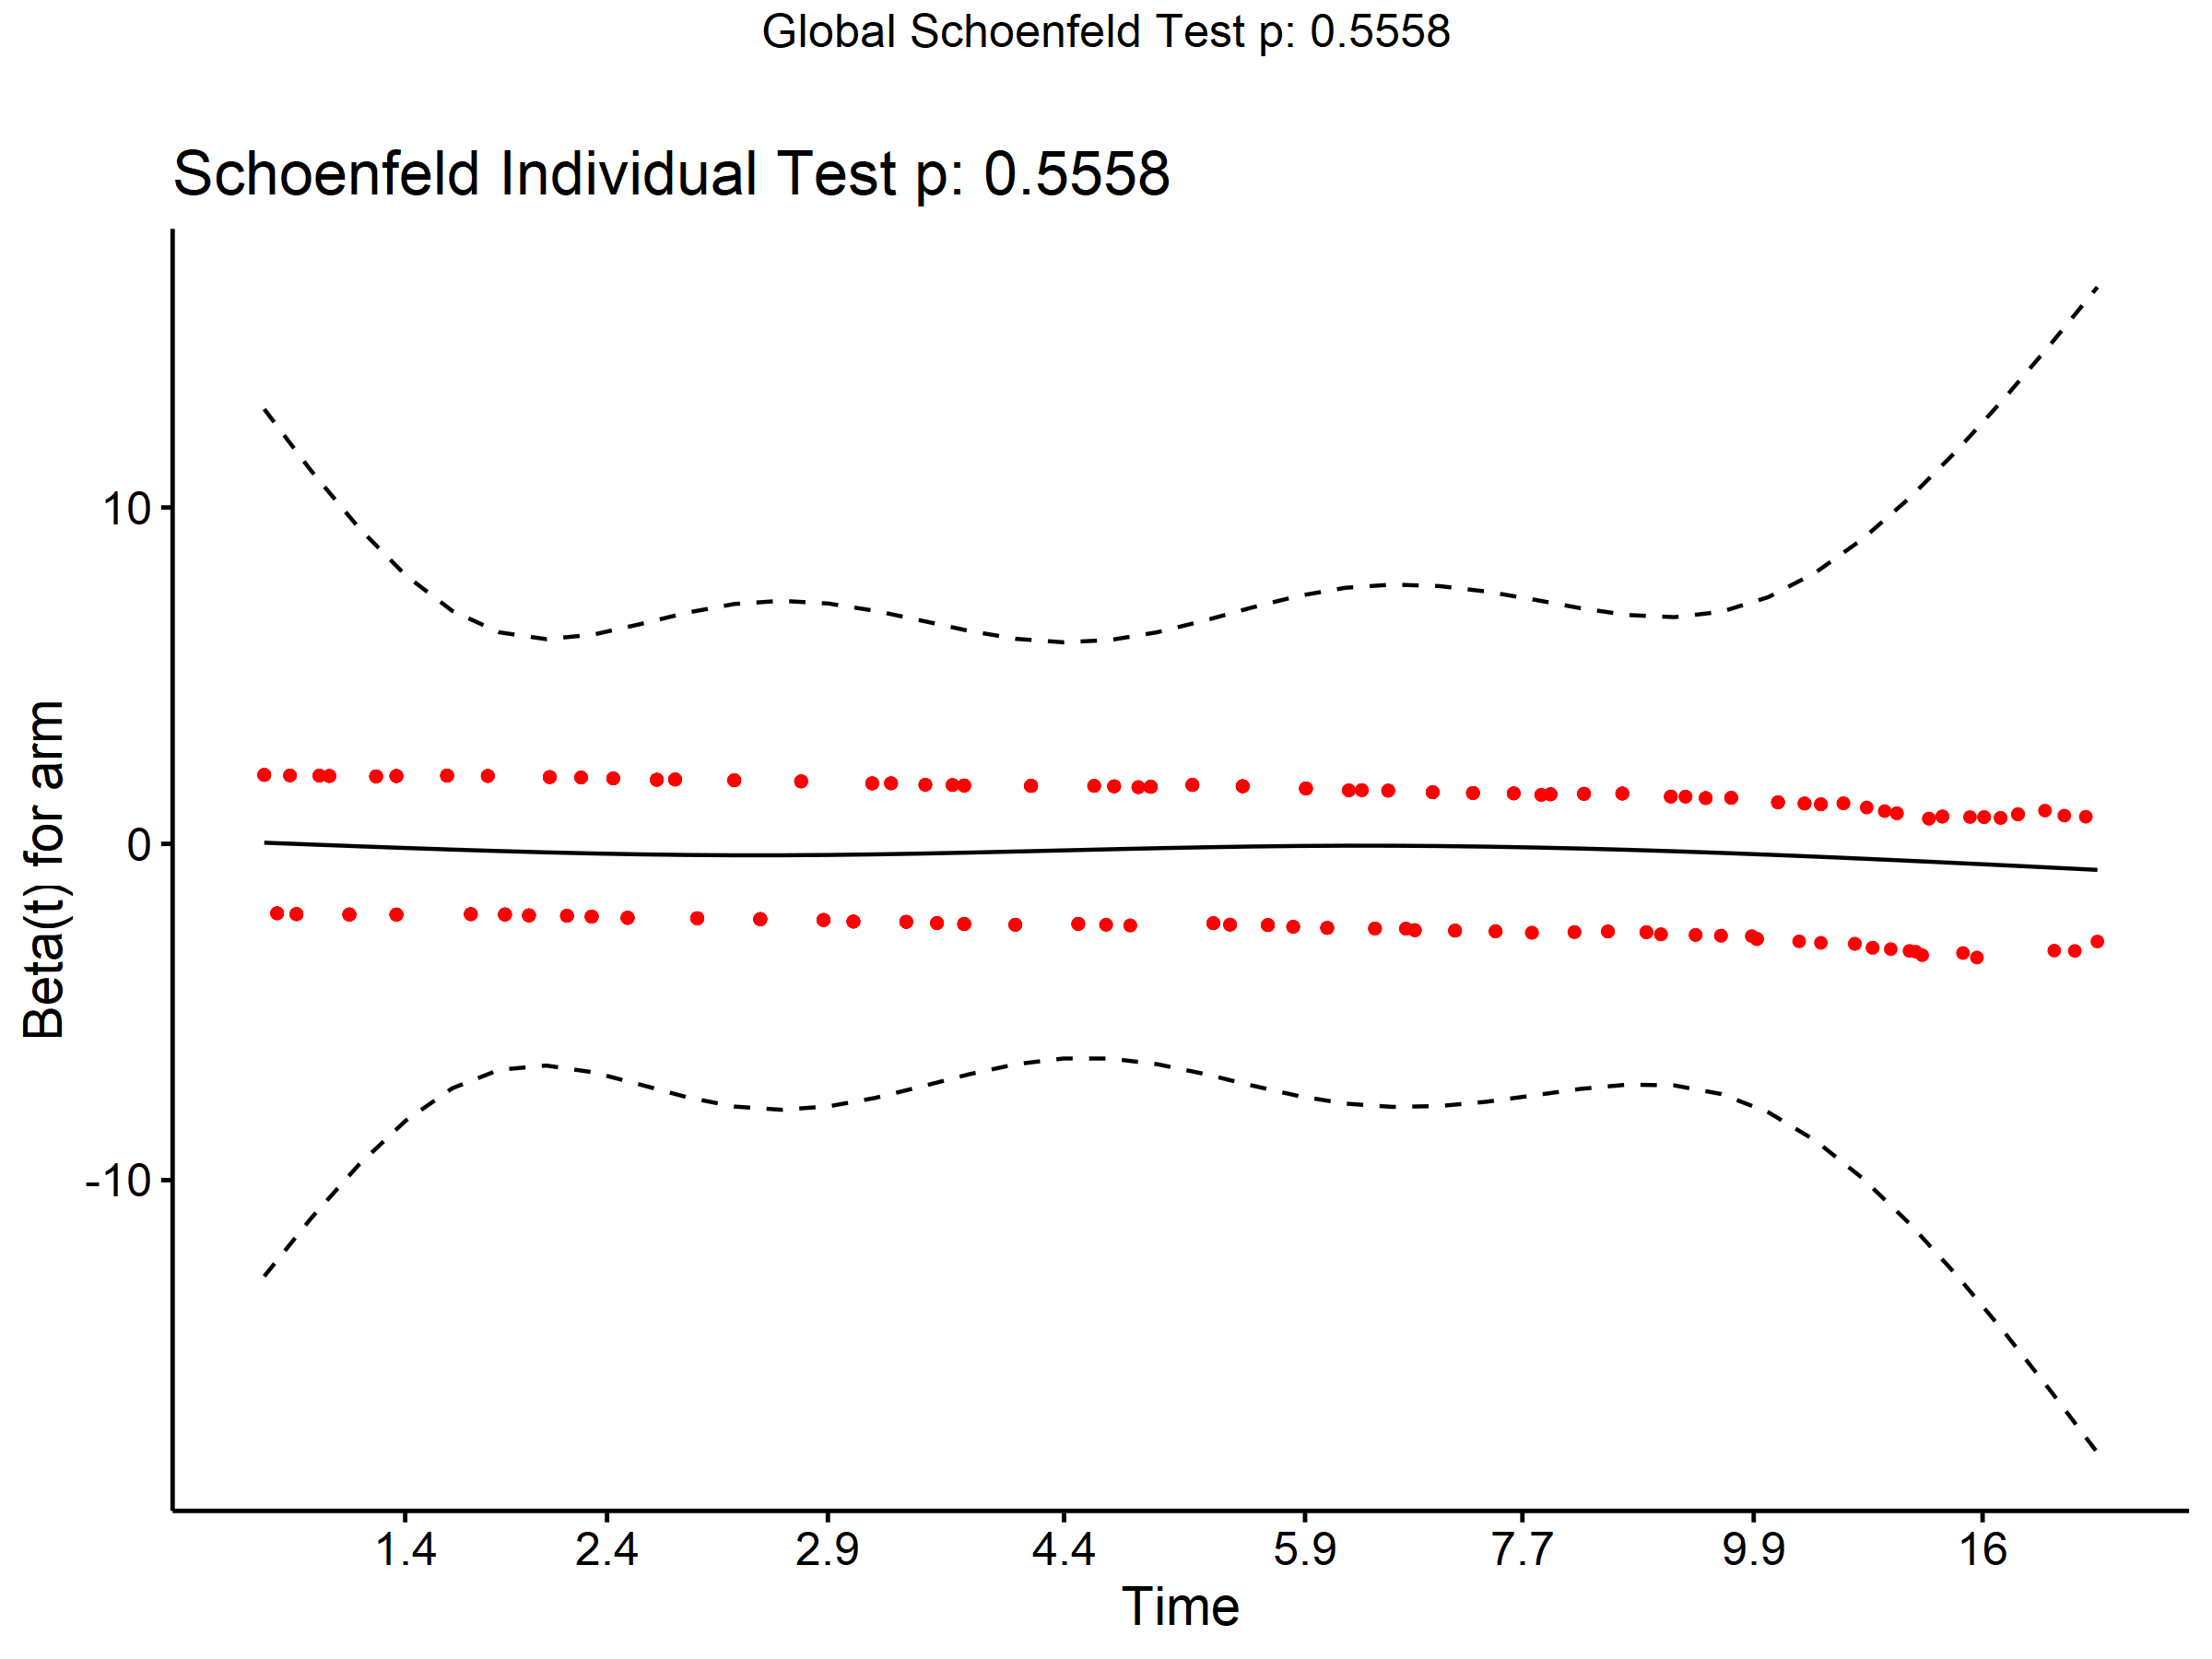 Global Schoenfeld Test p: 0.5558
Schoenfeld Individual Test p: 0.5558
Beta(t) for arm
10
0
-10
1.4 2.4 2.9 4.4 5.9 7.7 9.9 16
Time